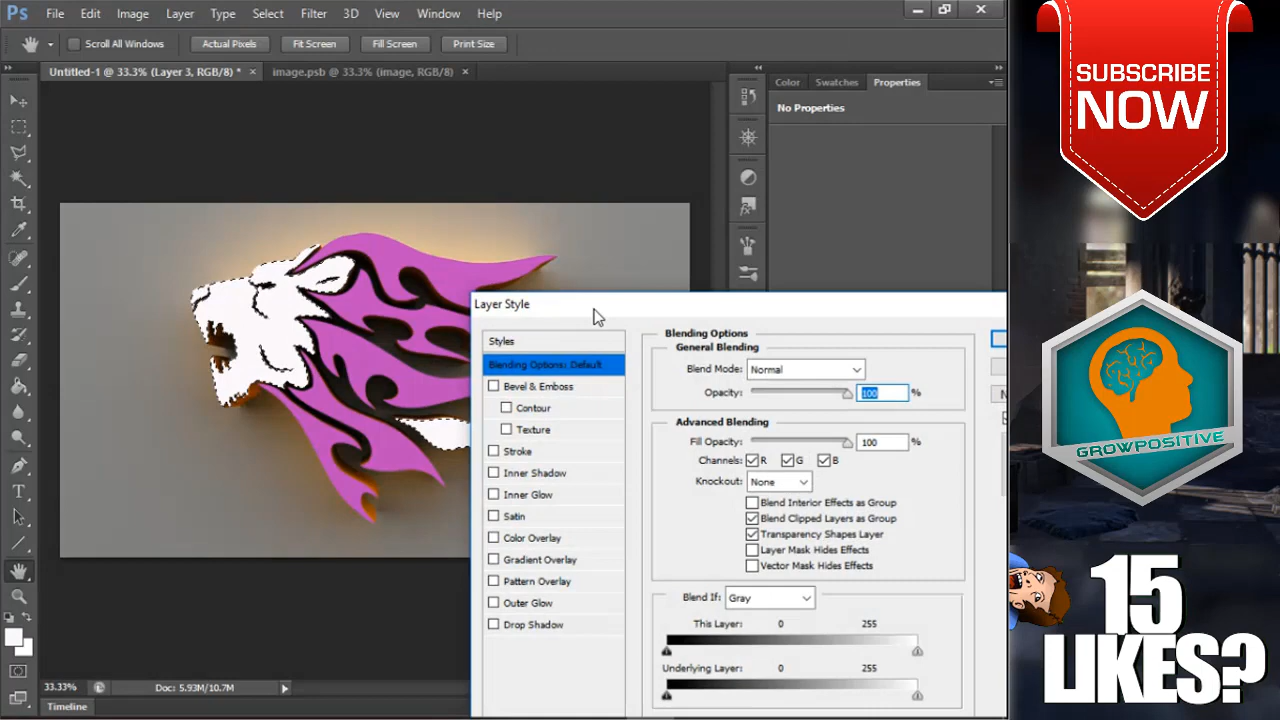 Ps File Edit Image Layer Type Select Filter 3D View Window Help
Scroll All Windows Actual Pixels Fit Screen Fill Screen Print Size
Untitled-1 @ 33.3% (Layer 3, RGB/8) * × image.psb @ 33.3% (image, RGB/8) ×
Color Swatches Properties
No Properties
Layer Style
Styles
Blending Options: Default
Bevel & Emboss
Contour
Texture
Stroke
Inner Shadow
Inner Glow
Satin
Color Overlay
Gradient Overlay
Pattern Overlay
Outer Glow
Drop Shadow
Blending Options
General Blending
Blend Mode: Normal
Opacity: 100 %
Advanced Blending
Fill Opacity: 100 %
Channels: R G B
Knockout: None
Blend Interior Effects as Group
Blend Clipped Layers as Group
Transparency Shapes Layer
Layer Mask Hides Effects
Vector Mask Hides Effects
Blend If: Gray
This Layer: 0 255
Underlying Layer: 0 255
33.33% Doc: 5.93M/10.7M
Timeline
SUBSCRIBE
NOW
GROWPOSITIVE
15
LIKES?